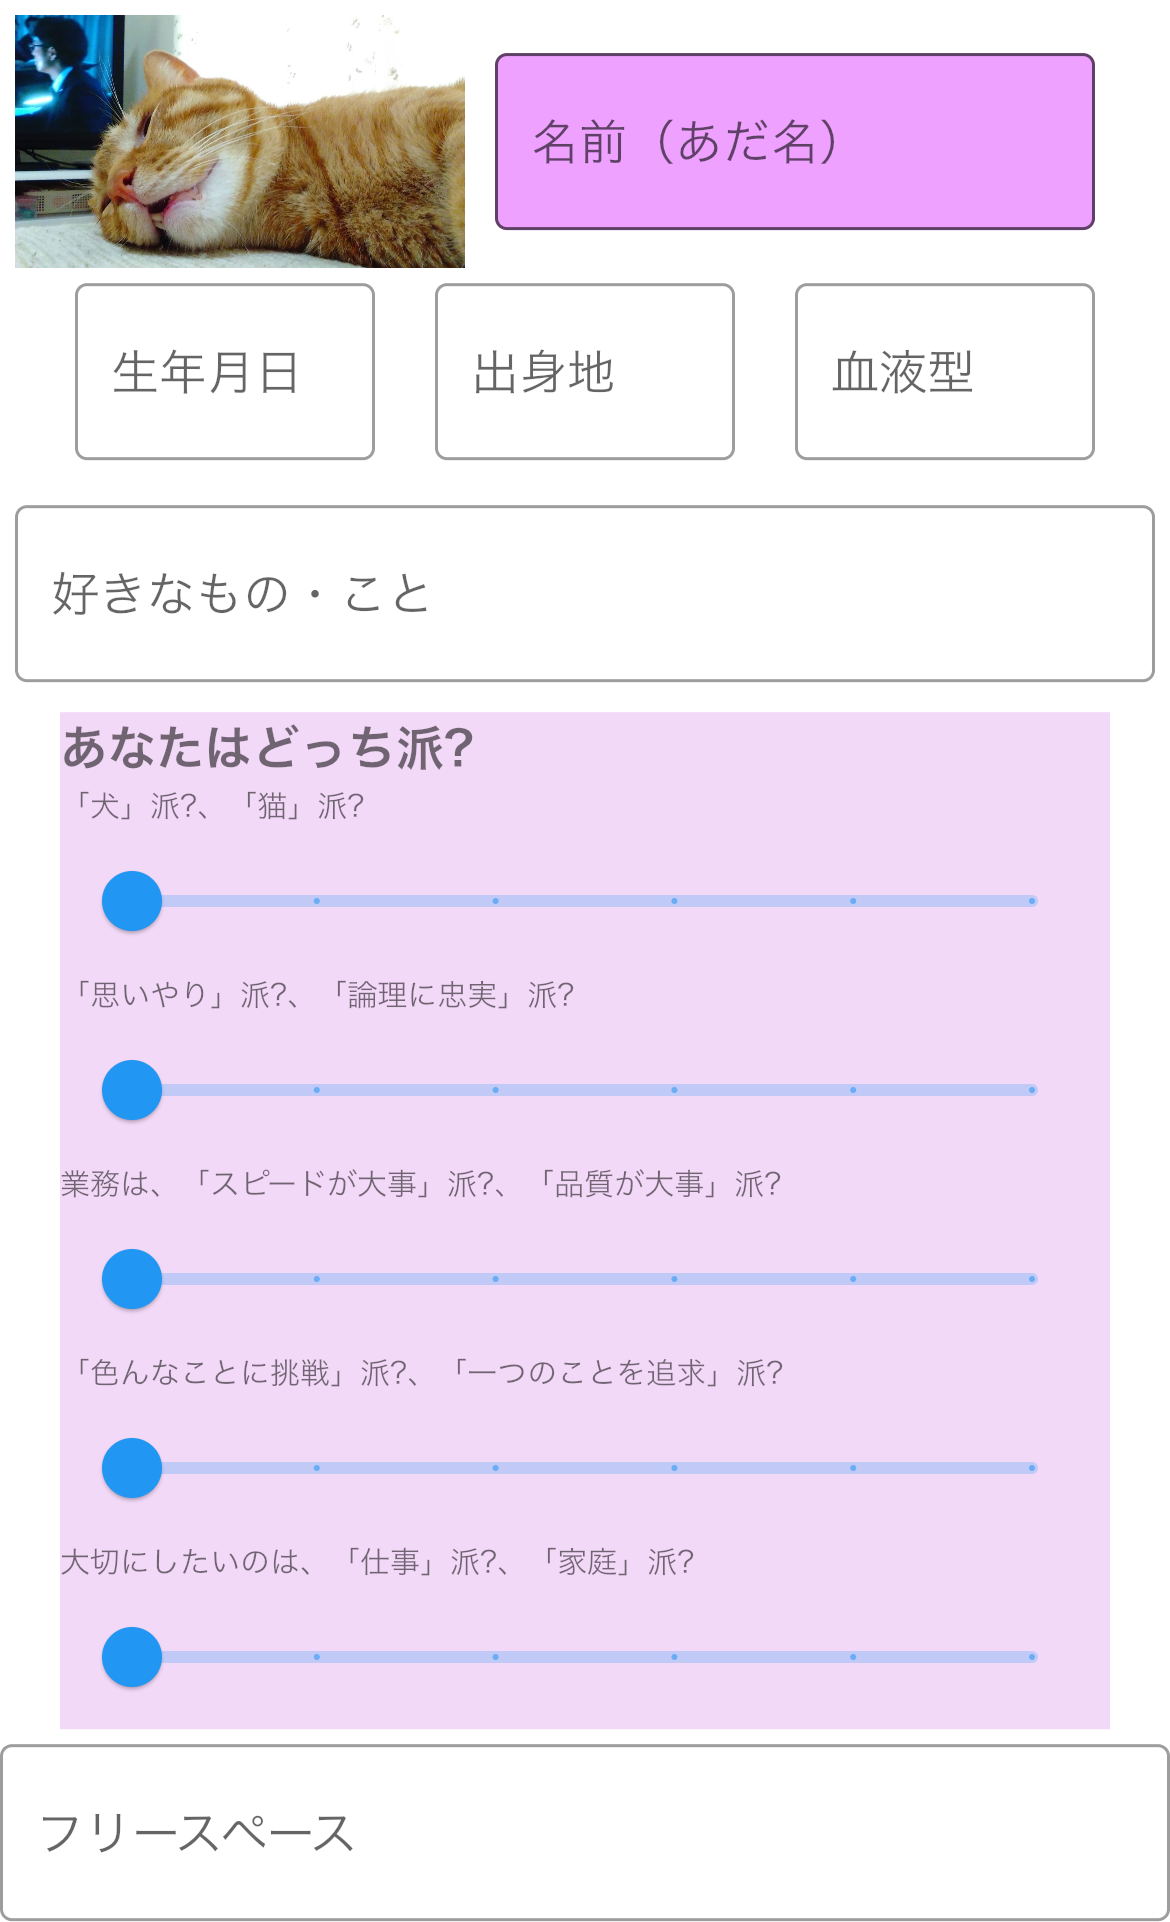 名前（あだ名）
生年月日
出身地
血液型
好きなもの・こと
あなたはどっち派?
「犬」派?、「猫」派?
「思いやり」派?、「論理に忠実」派?
業務は、「スピードが大事」派?、「品質が大事」派?
「色んなことに挑戦」派?、「一つのことを追求」派?
大切にしたいのは、「仕事」派?、「家庭」派?
フリースペース